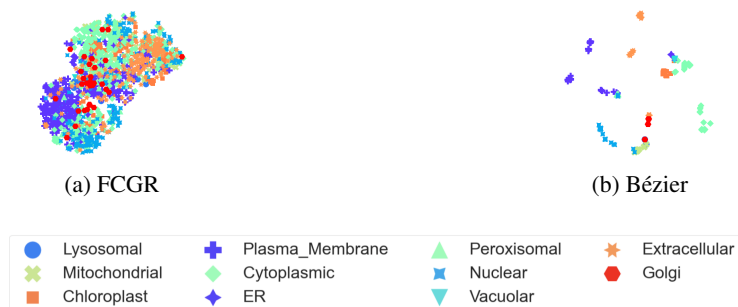 (a) FCGR
(b) Bézier
Lysosomal Plasma_Membrane Peroxisomal Extracellular
Mitochondrial Cytoplasmic Nuclear Golgi
Chloroplast ER Vacuolar